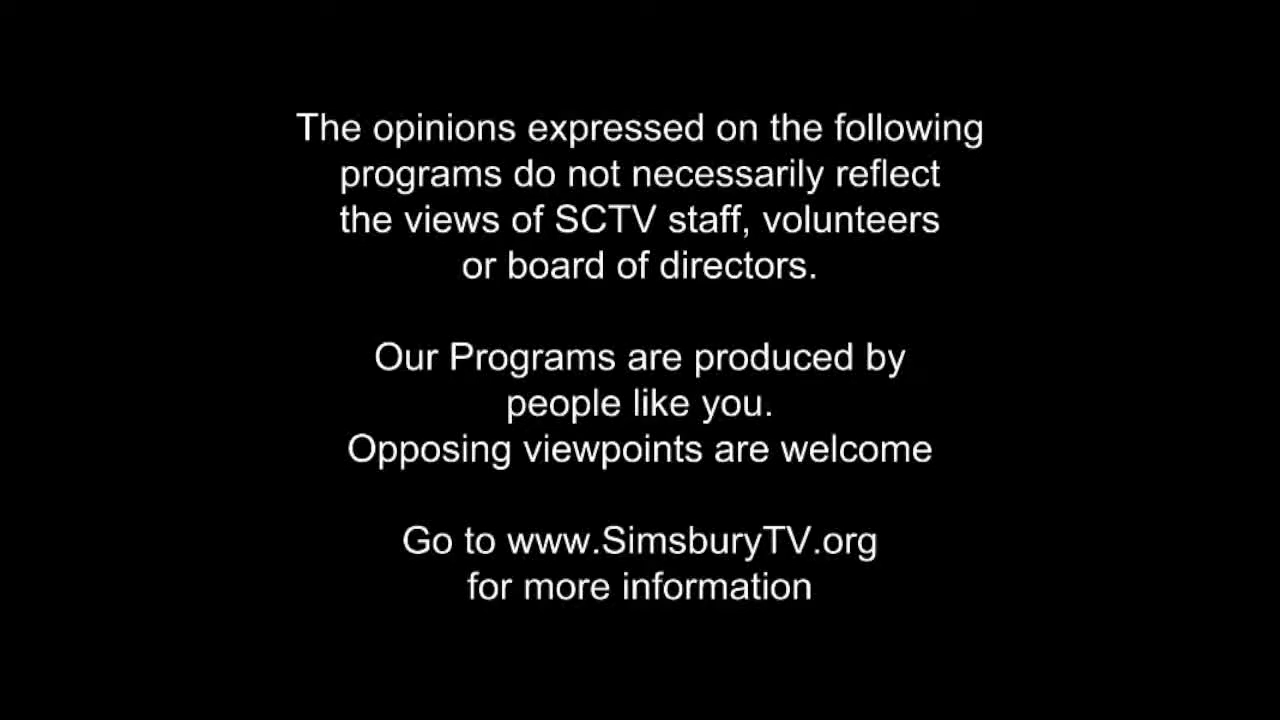 The opinions expressed on the following
programs do not necessarily reflect
the views of SCTV staff, volunteers
or board of directors.
Our Programs are produced by
people like you.
Opposing viewpoints are welcome
Go to www.SimsburyTV.org
for more information